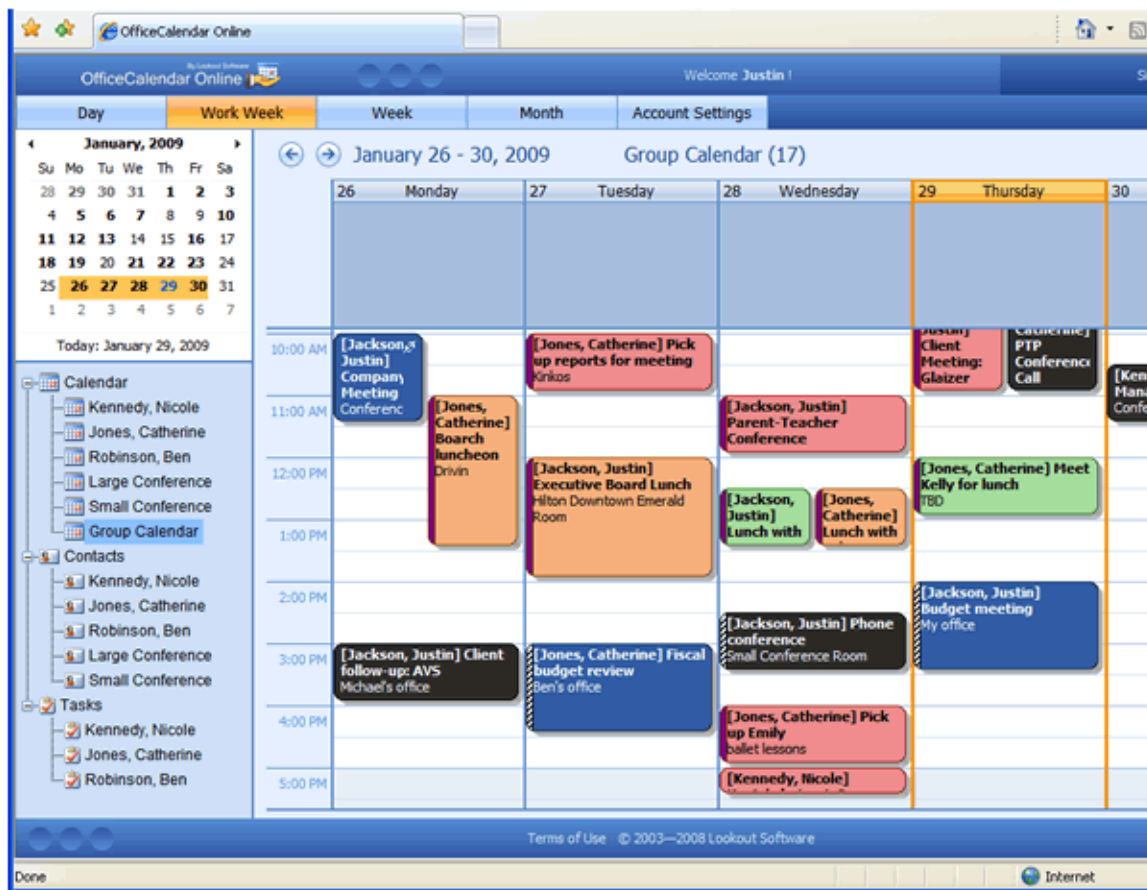 OfficeCalendar Online
By Lookout Software
OfficeCalendar Online
Welcome Justin !
Day
Work Week
Week
Month
Account Settings
January, 2009
Su Mo Tu We Th Fr Sa
28 29 30 31 1 2 3
4 5 6 7 8 9 10
11 12 13 14 15 16 17
18 19 20 21 22 23 24
25 26 27 28 29 30 31
1 2 3 4 5 6 7
Today: January 29, 2009
Calendar
Kennedy, Nicole
Jones, Catherine
Robinson, Ben
Large Conference
Small Conference
Group Calendar
Contacts
Kennedy, Nicole
Jones, Catherine
Robinson, Ben
Large Conference
Small Conference
Tasks
Kennedy, Nicole
Jones, Catherine
Robinson, Ben
January 26 - 30, 2009
Group Calendar (17)
26 Monday
27 Tuesday
28 Wednesday
29 Thursday
30
10:00 AM
11:00 AM
12:00 PM
1:00 PM
2:00 PM
3:00 PM
4:00 PM
5:00 PM
[Jackson,
Justin]
Company
Meeting
Conferenc
[Jones,
Catherine]
Boarch
luncheon
Drivin
[Jackson, Justin] Client
follow-up: AVS
Michael's office
[Jones, Catherine] Pick
up reports for meeting
Kinkos
[Jackson, Justin]
Executive Board Lunch
Hilton Downtown Emerald
Room
[Jones, Catherine] Fiscal
budget review
Ben's office
[Jackson, Justin]
Parent-Teacher
Conference
[Jackson,
Justin]
Lunch with
[Jones,
Catherine]
Lunch with
[Jackson, Justin] Phone
conference
Small Conference Room
[Jones, Catherine] Pick
up Emily
ballet lessons
[Kennedy, Nicole]
Justin]
Client
Meeting:
Glaizer
Catherine]
PTP
Conference
Call
[Jones, Catherine] Meet
Kelly for lunch
TBD
[Jackson, Justin]
Budget meeting
My office
[Ken
Mana
Confe
Terms of Use © 2003—2008 Lookout Software
Done
Internet